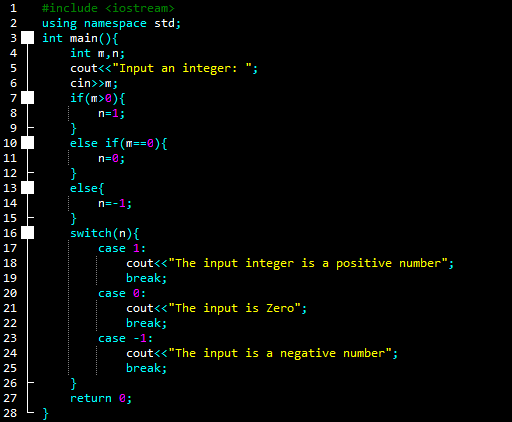 1 #include <iostream>
2 using namespace std;
3 int main(){
4     int m,n;
5     cout<<"Input an integer: ";
6     cin>>m;
7     if(m>0){
8         n=1;
9     }
10     else if(m==0){
11         n=0;
12     }
13     else{
14         n=-1;
15     }
16     switch(n){
17         case 1:
18             cout<<"The input integer is a positive number";
19             break;
20         case 0:
21             cout<<"The input is Zero";
22             break;
23         case -1:
24             cout<<"The input is a negative number";
25             break;
26     }
27     return 0;
28 }